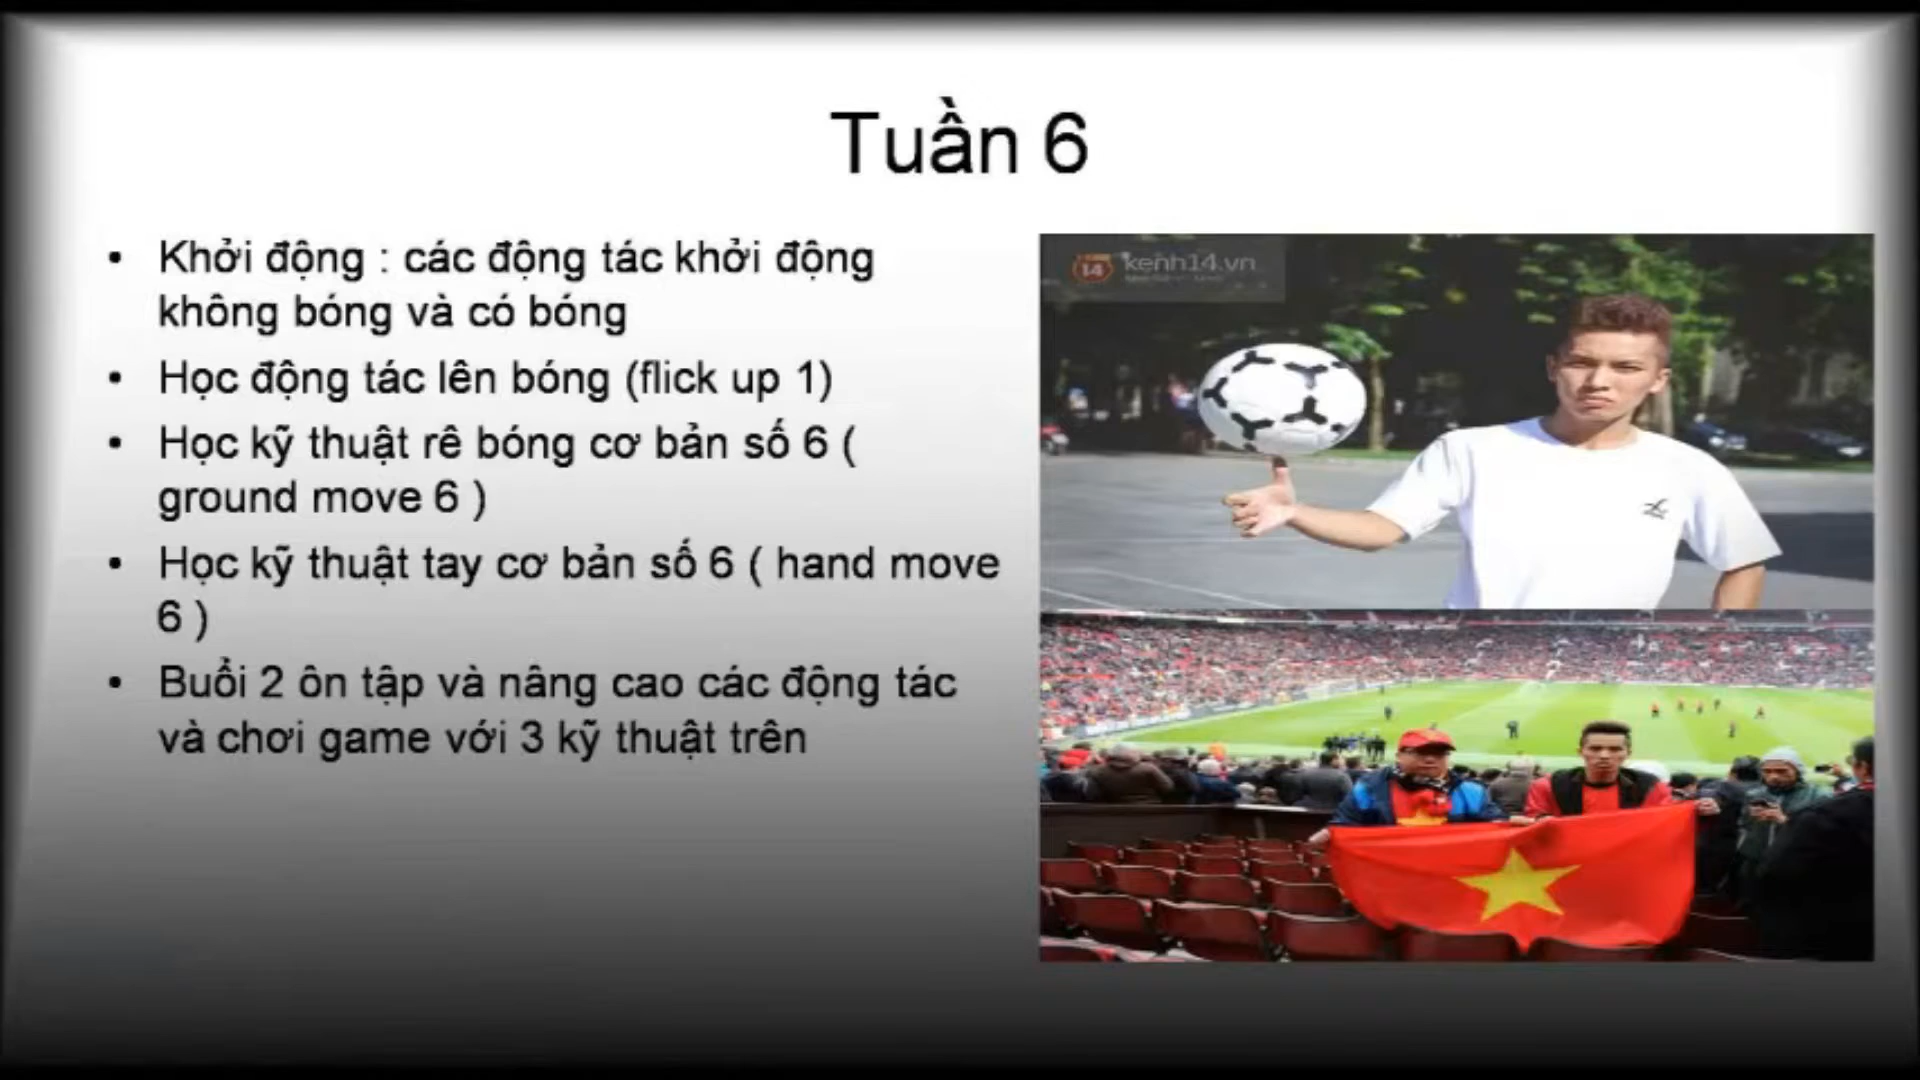 Tuần 6
• Khởi động : các động tác khởi động
không bóng và có bóng
• Học động tác lên bóng (flick up 1)
• Học kỹ thuật rê bóng cơ bản số 6 (
ground move 6 )
• Học kỹ thuật tay cơ bản số 6 ( hand move
6 )
• Buổi 2 ôn tập và nâng cao các động tác
và chơi game với 3 kỹ thuật trên
14 kenh14.vn